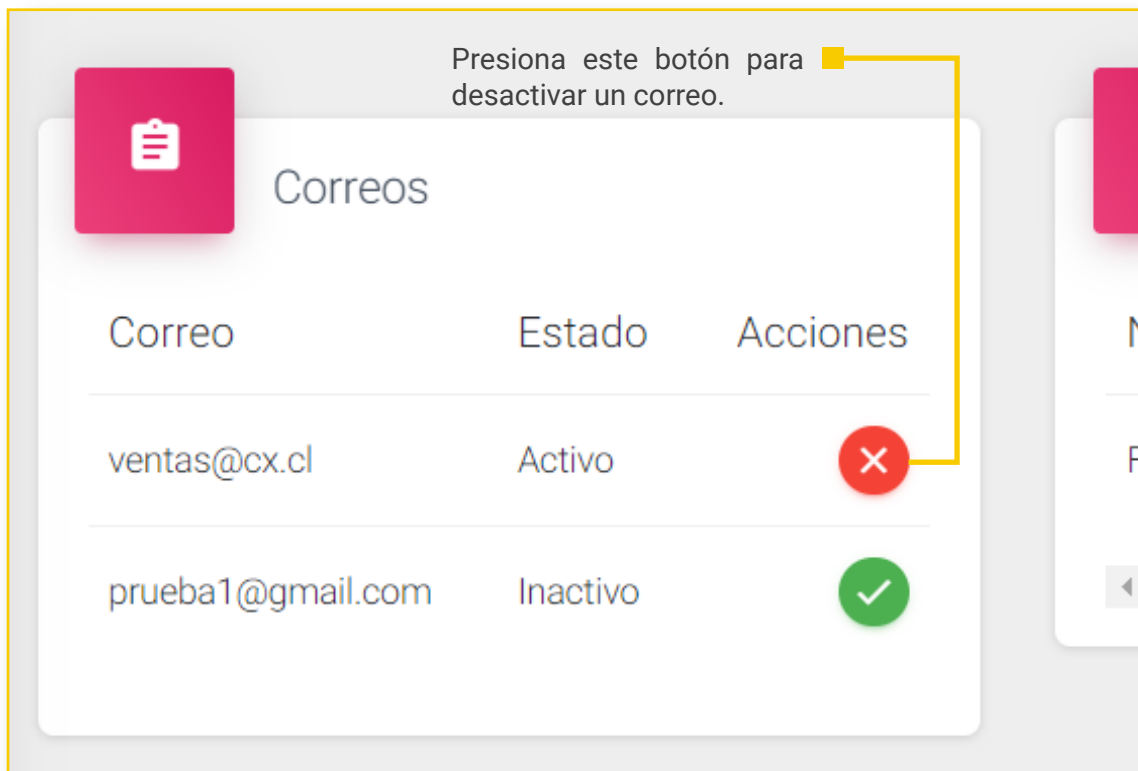 Presiona este botón para
desactivar un correo.
Correos
Correo Estado Acciones
ventas@cx.cl Activo
prueba1@gmail.com Inactivo